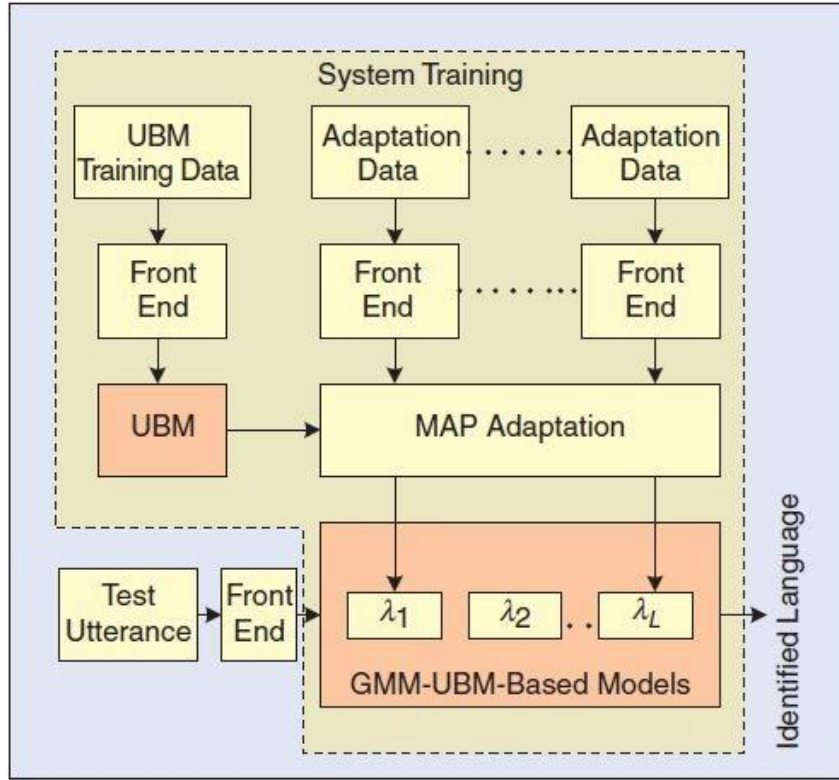 System Training
UBM
Training Data
Adaptation
Data
Adaptation
Data
Front
End
Front
End
Front
End
UBM
MAP Adaptation
Test
Utterance
Front
End
λ1
λ2
λL
GMM-UBM-Based Models
Identified Language